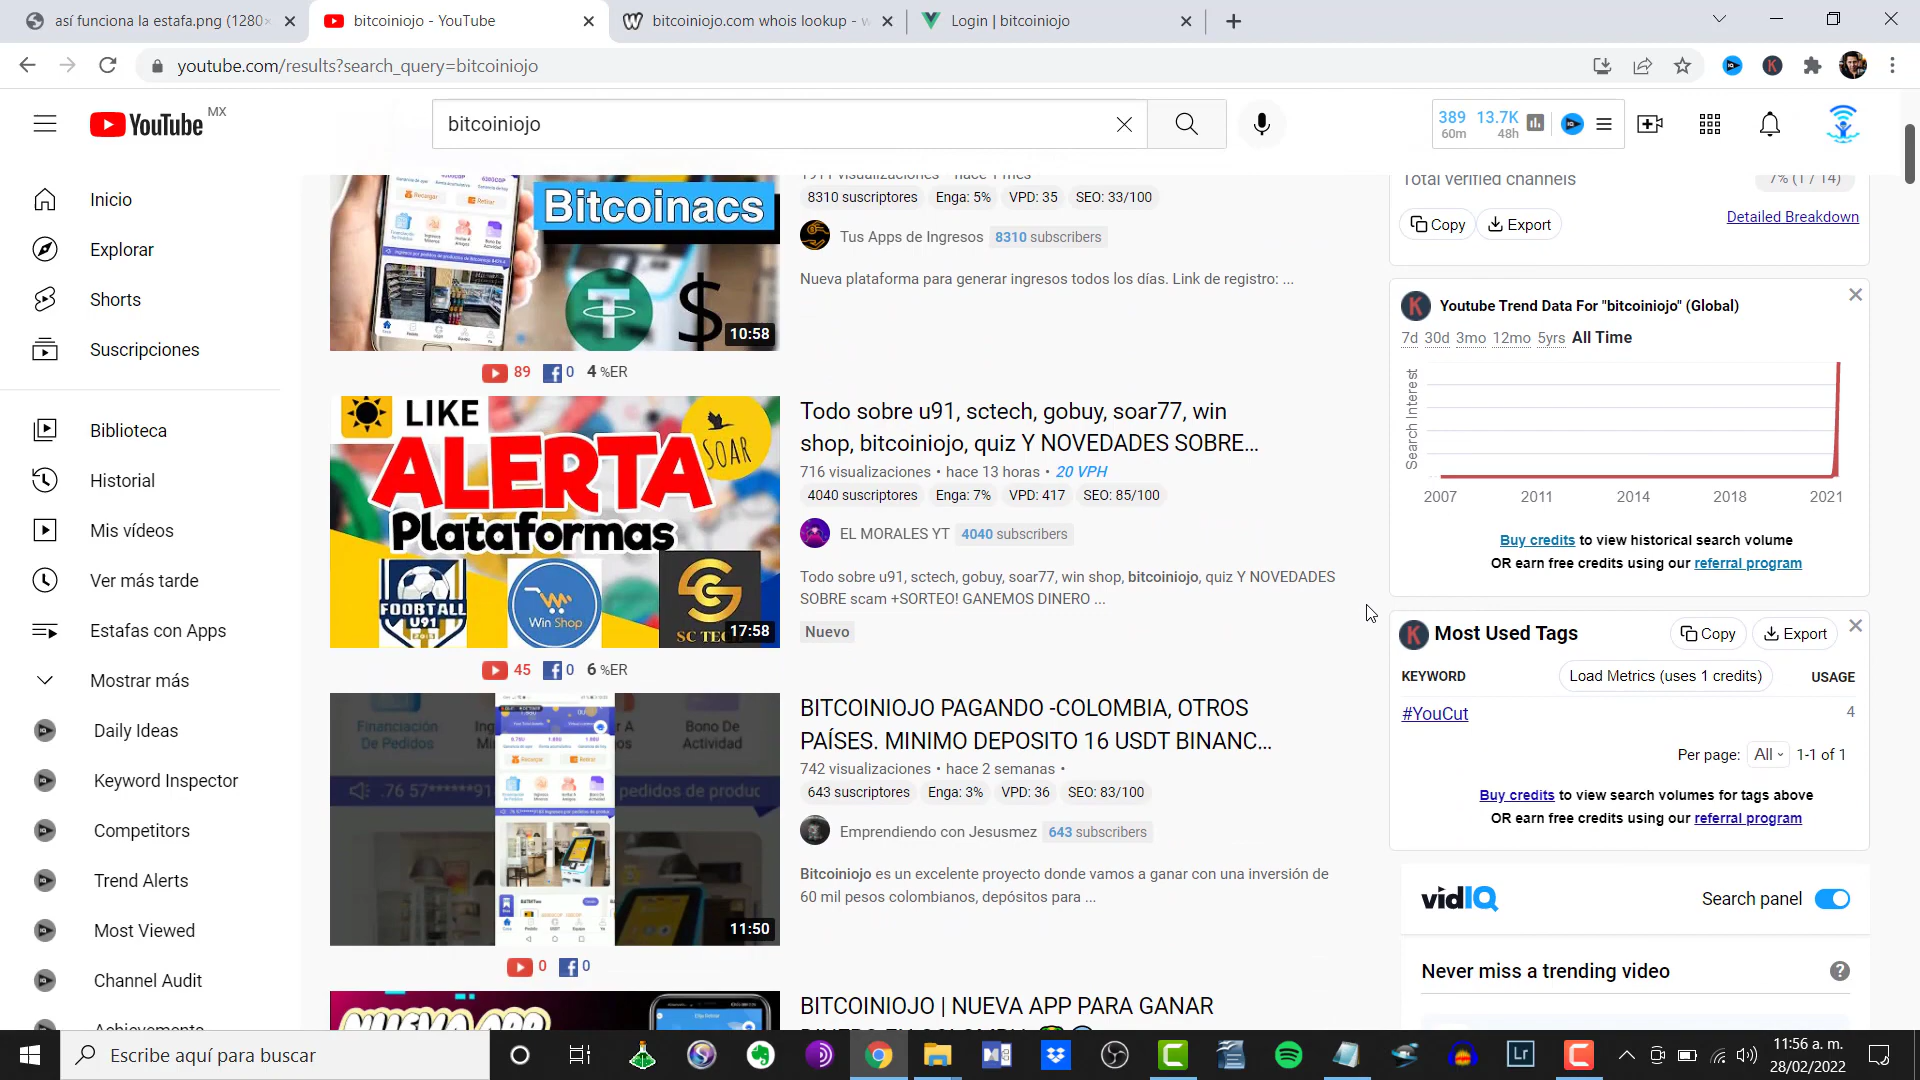 así funciona la estafa.png (1280×
bitcoiniojo - YouTube
bitcoiniojo.com whois lookup - w
Login | bitcoiniojo
youtube.com/results?search_query=bitcoiniojo
YouTube MX
bitcoiniojo
389 13.7K
60m 48h
Inicio
Explorar
Shorts
Suscripciones
Biblioteca
Historial
Mis vídeos
Ver más tarde
Estafas con Apps
Mostrar más
Daily Ideas
Keyword Inspector
Competitors
Trend Alerts
Most Viewed
Channel Audit
Achievements
Recargar
Retirar
Bitcoinacs
10:58
89 0 4 %ER
8310 suscriptores Enga: 5% VPD: 35 SEO: 33/100
Tus Apps de Ingresos 8310 subscribers
Nueva plataforma para generar ingresos todos los días. Link de registro: ...
LIKE
ALERTA
Plataformas
SOAR
FOOBTALL
U91
Win Shop
SC TECH
17:58
45 0 6 %ER
Todo sobre u91, sctech, gobuy, soar77, win
shop, bitcoiniojo, quiz Y NOVEDADES SOBRE...
716 visualizaciones • hace 13 horas • 20 VPH
4040 suscriptores Enga: 7% VPD: 417 SEO: 85/100
EL MORALES YT 4040 subscribers
Todo sobre u91, sctech, gobuy, soar77, win shop, bitcoiniojo, quiz Y NOVEDADES
SOBRE scam +SORTEO! GANEMOS DINERO ...
Nuevo
Financiación
De Pedidos
Bono De
Actividad
pedidos de produc
11:50
0 0
BITCOINIOJO PAGANDO -COLOMBIA, OTROS
PAÍSES. MINIMO DEPOSITO 16 USDT BINANC...
742 visualizaciones • hace 2 semanas •
643 suscriptores Enga: 3% VPD: 36 SEO: 83/100
Emprendiendo con Jesusmez 643 subscribers
Bitcoiniojo es un excelente proyecto donde vamos a ganar con una inversión de
60 mil pesos colombianos, depósitos para ...
NUEVA APP
BITCOINIOJO | NUEVA APP PARA GANAR
Total verified channels 7% (1 / 14)
Copy Export Detailed Breakdown
Youtube Trend Data For "bitcoiniojo" (Global)
7d 30d 3mo 12mo 5yrs All Time
Search Interest
2007 2011 2014 2018 2021
Buy credits to view historical search volume
OR earn free credits using our referral program
Most Used Tags Copy Export
KEYWORD Load Metrics (uses 1 credits) USAGE
#YouCut 4
Per page: All 1-1 of 1
Buy credits to view search volumes for tags above
OR earn free credits using our referral program
vidIQ Search panel
Never miss a trending video
Escribe aquí para buscar
Lr
11:56 a. m.
28/02/2022